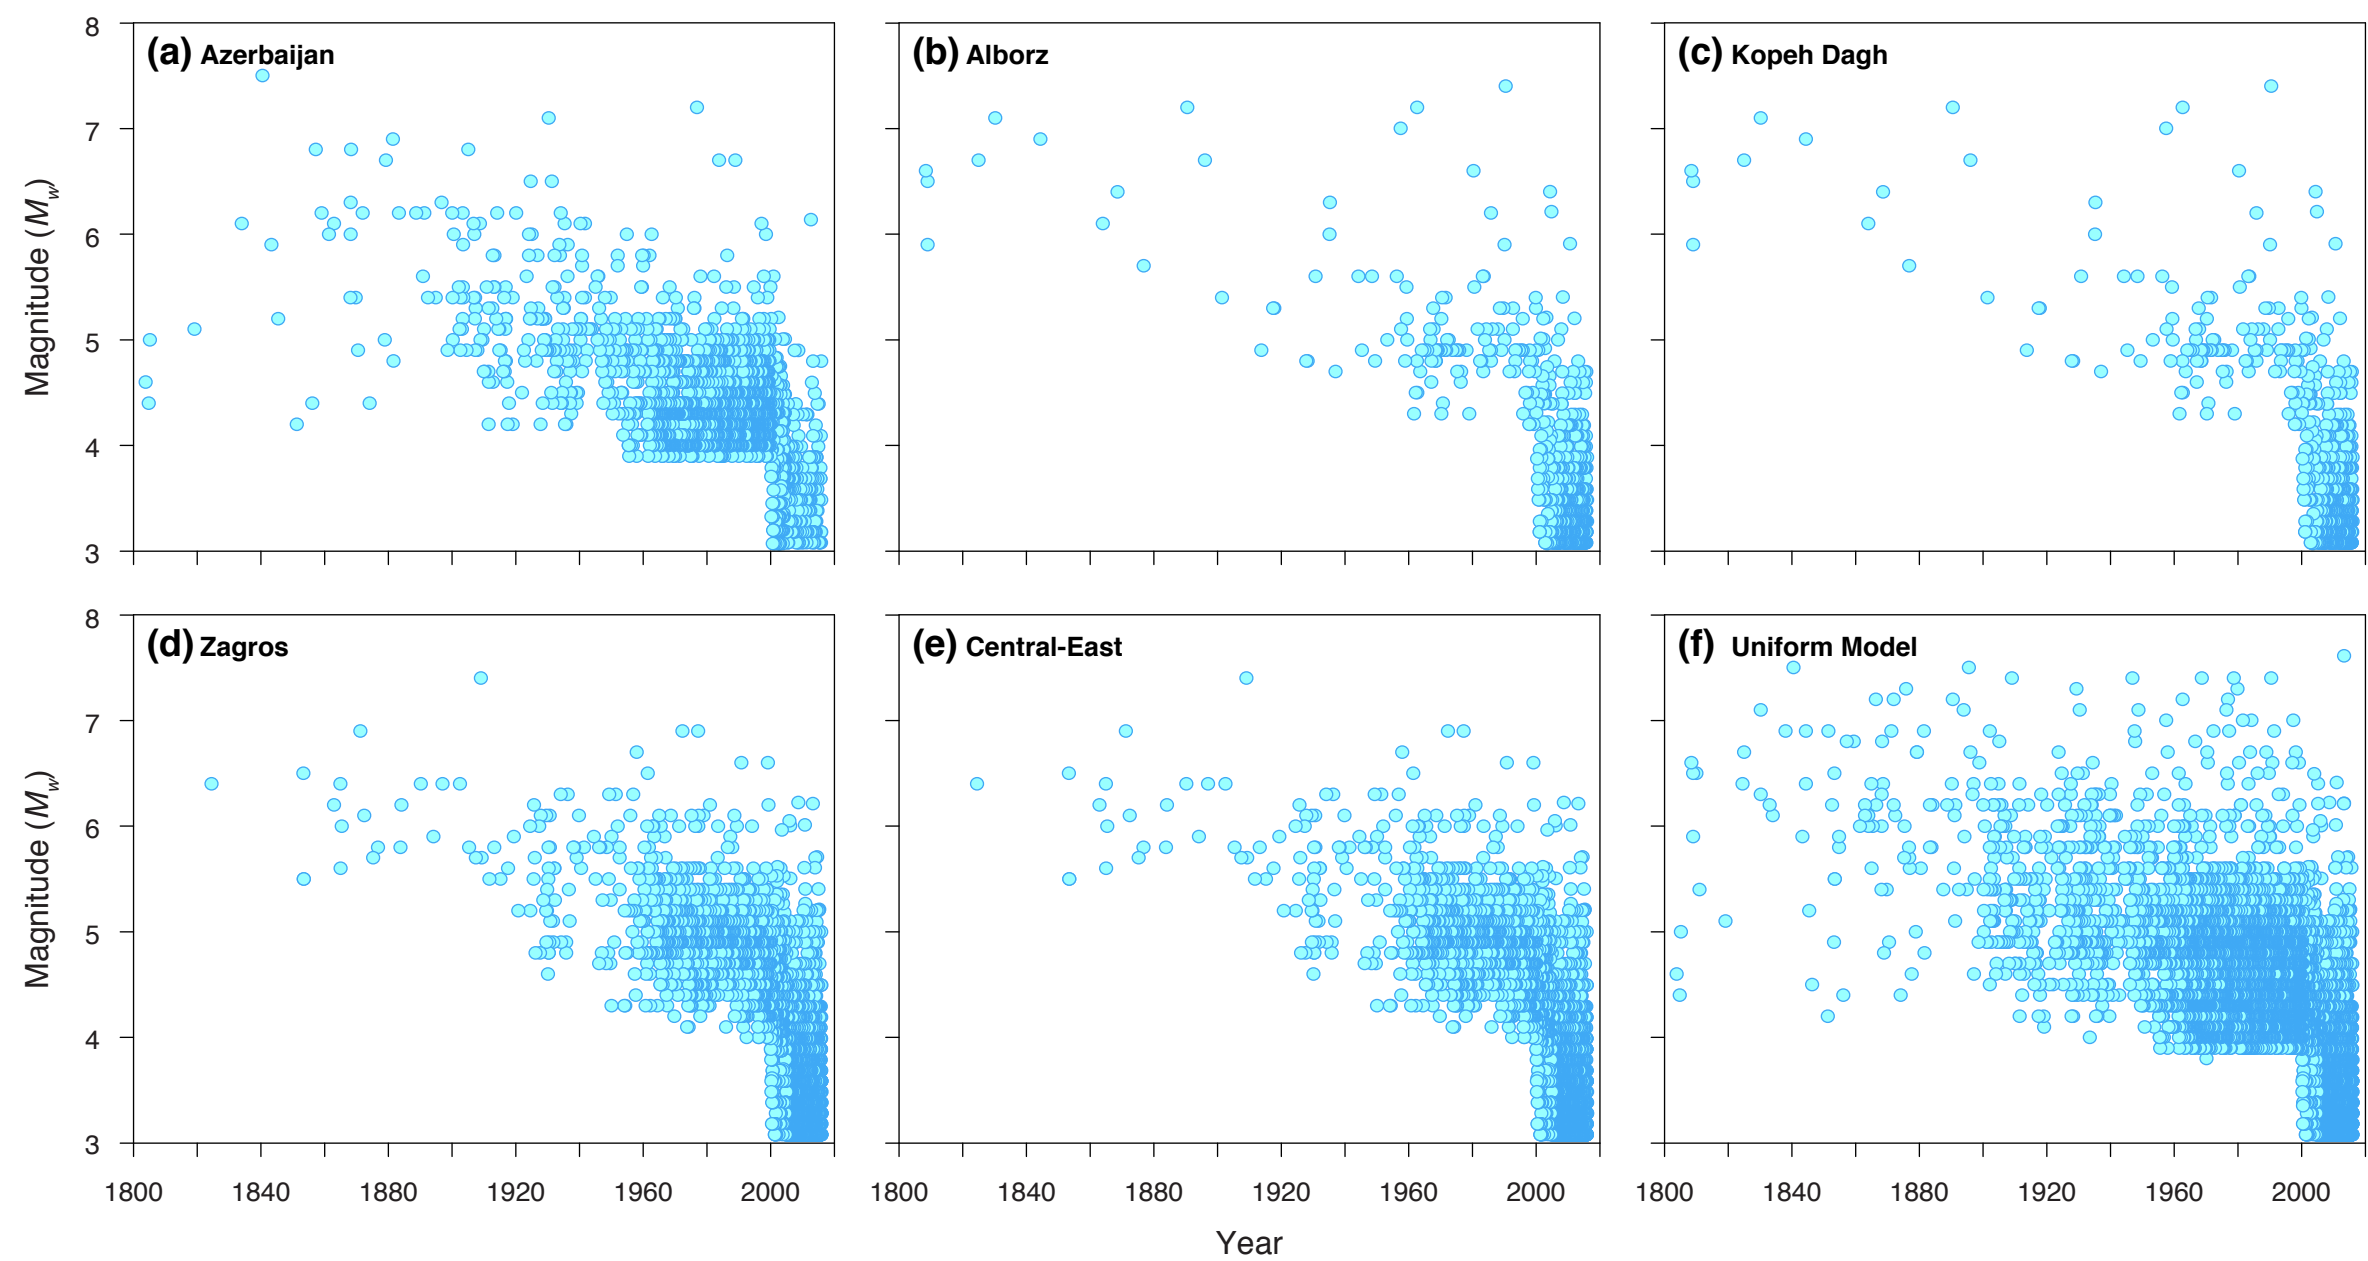 (a) Azerbaijan
(b) Alborz
(c) Kopeh Dagh
8
7
6
5
4
3
Magnitude (Mw)
(d) Zagros
(e) Central-East
(f) Uniform Model
8
7
6
5
4
3
Magnitude (Mw)
1800 1840 1880 1920 1960 2000
1800 1840 1880 1920 1960 2000
1800 1840 1880 1920 1960 2000
Year